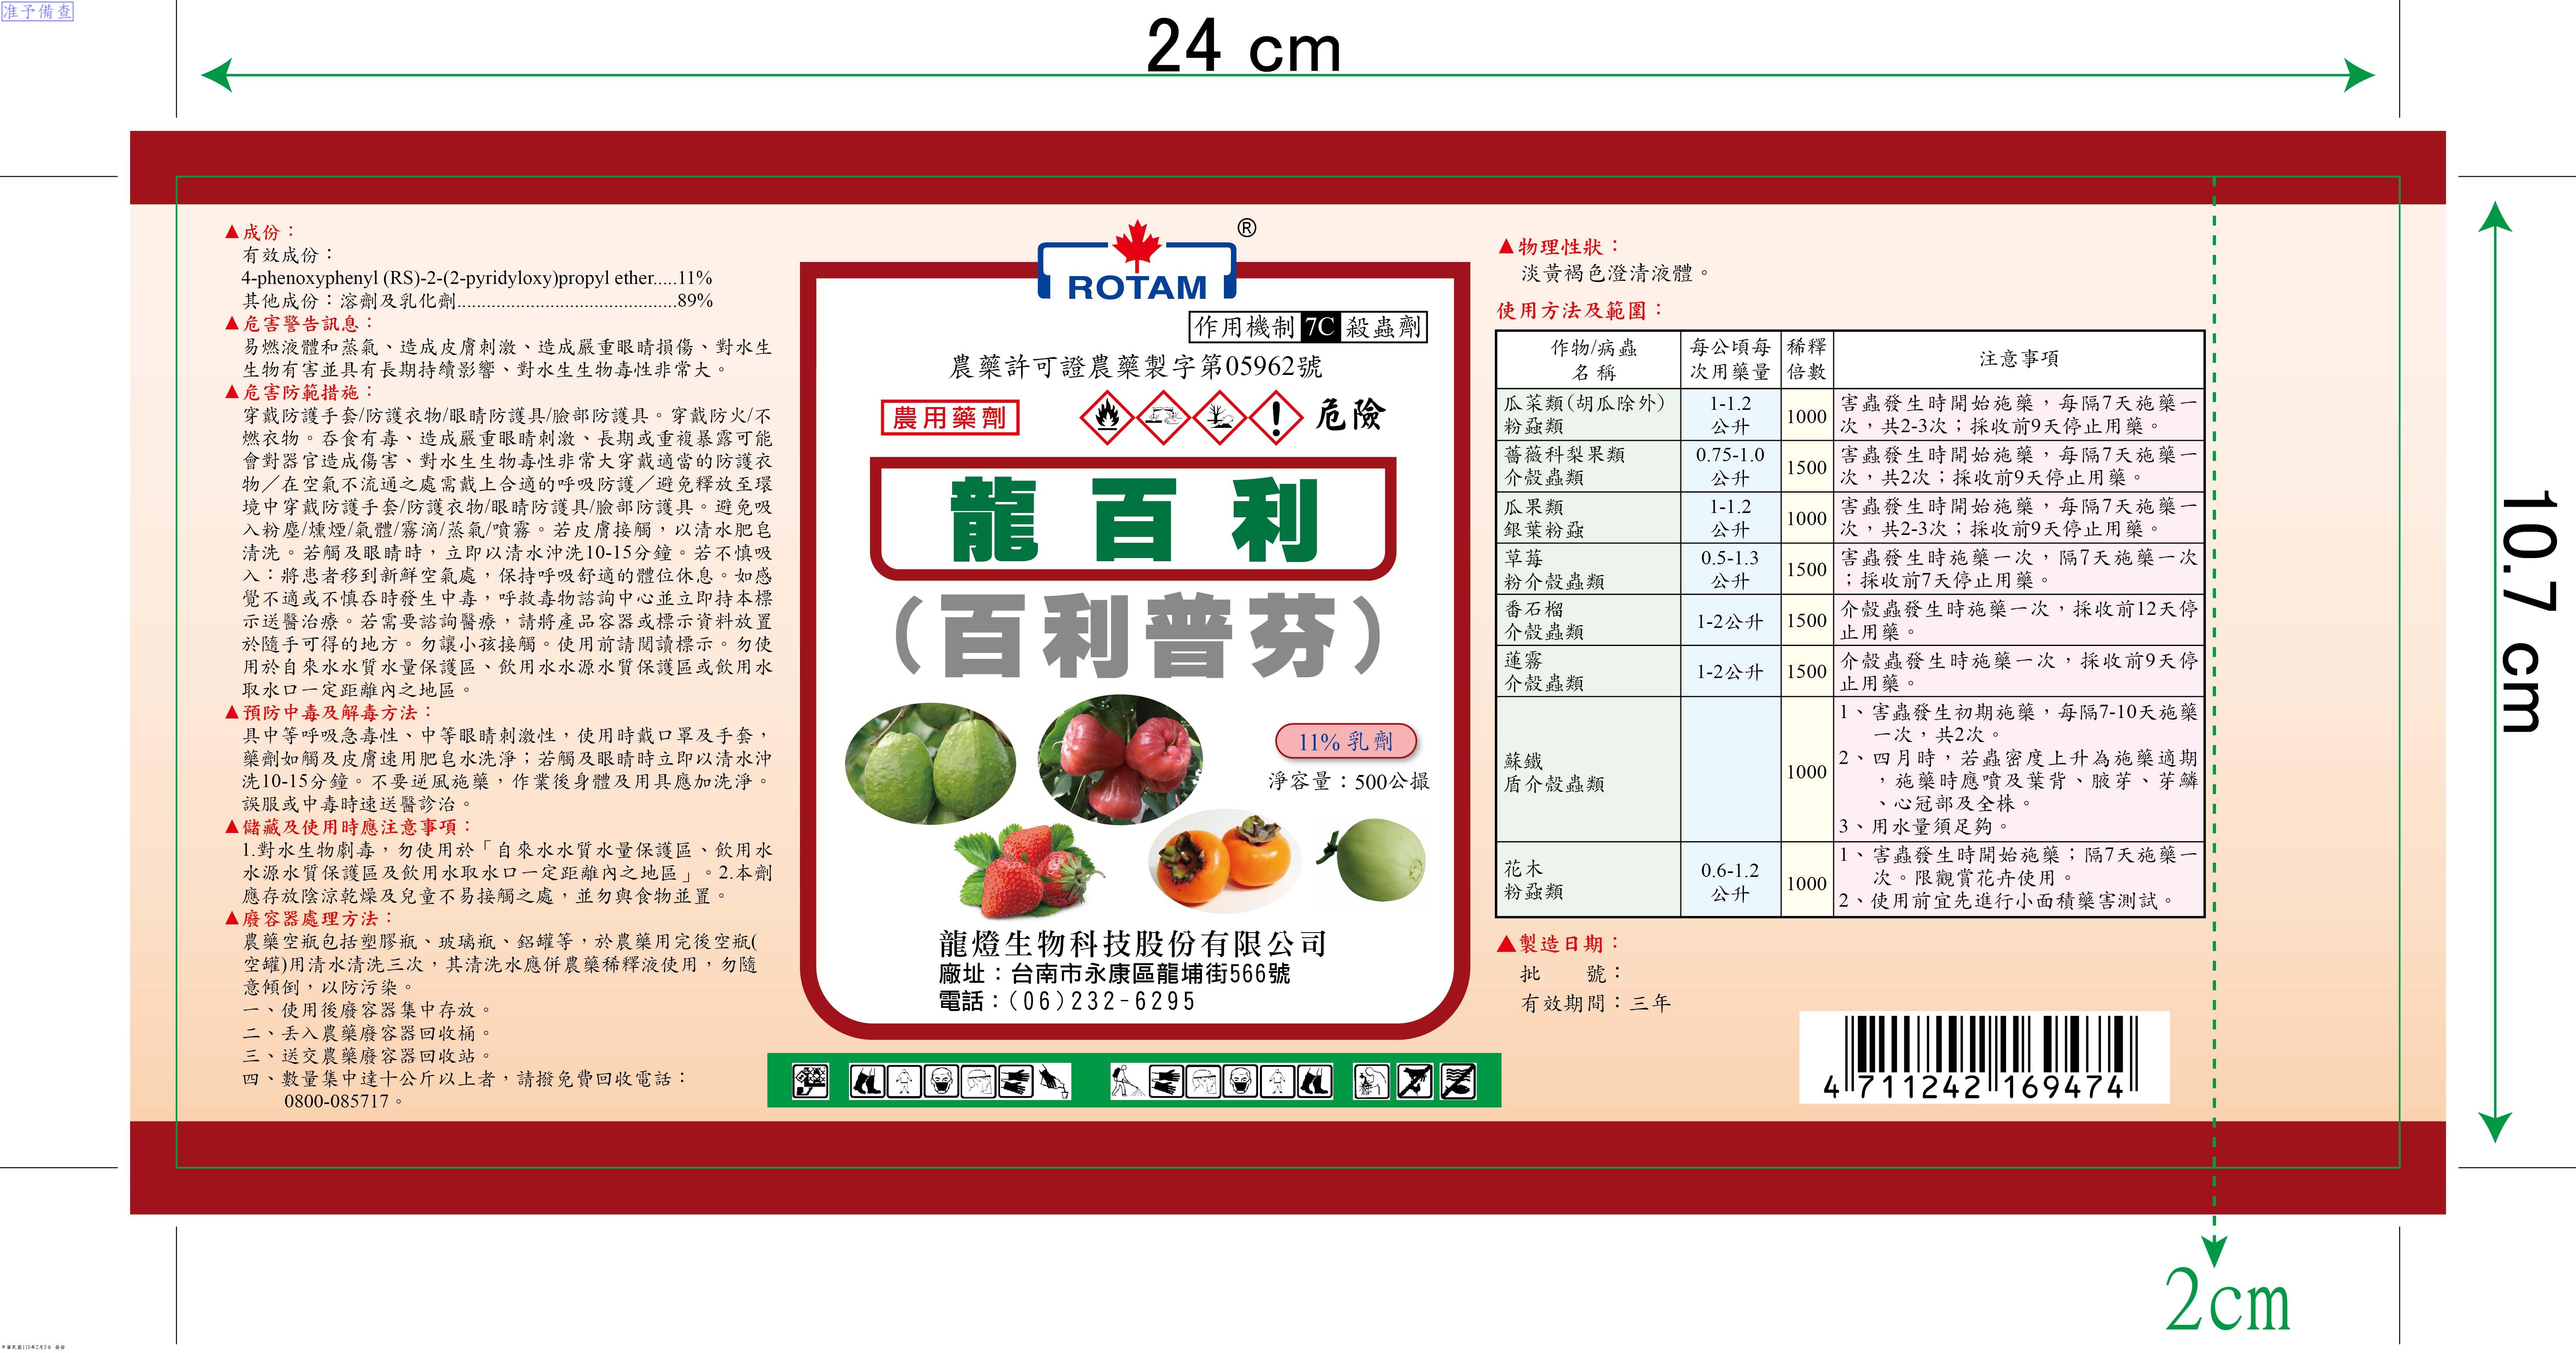 准予備查
24 cm
▲成份：
有效成份：
4-phenoxyphenyl (RS)-2-(2-pyridyloxy)propyl ether.....11%
其他成份：溶劑及乳化劑.............................................89%
▲危害警告訊息：
易燃液體和蒸氣、造成皮膚刺激、造成嚴重眼睛損傷、對水生
生物有害並具有長期持續影響、對水生生物毒性非常大。
▲危害防範措施：
穿戴防護手套/防護衣物/眼睛防護具/臉部防護具。穿戴防火/不
燃衣物。吞食有毒、造成嚴重眼睛刺激、長期或重複暴露可能
會對器官造成傷害、對水生生物毒性非常大穿戴適當的防護衣
物／在空氣不流通之處需戴上合適的呼吸防護／避免釋放至環
境中穿戴防護手套/防護衣物/眼睛防護具/臉部防護具。避免吸
入粉塵/燻煙/氣體/霧滴/蒸氣/噴霧。若皮膚接觸，以清水肥皂
清洗。若觸及眼睛時，立即以清水沖洗10-15分鐘。若不慎吸
入：將患者移到新鮮空氣處，保持呼吸舒適的體位休息。如感
覺不適或不慎吞時發生中毒，呼救毒物諮詢中心並立即持本標
示送醫治療。若需要諮詢醫療，請將產品容器或標示資料放置
於隨手可得的地方。勿讓小孩接觸。使用前請閱讀標示。勿使
用於自來水水質水量保護區、飲用水水源水質保護區或飲用水
取水口一定距離內之地區。
▲預防中毒及解毒方法：
具中等呼吸急毒性、中等眼睛刺激性，使用時戴口罩及手套，
藥劑如觸及皮膚速用肥皂水洗淨；若觸及眼睛時立即以清水沖
洗10-15分鐘。不要逆風施藥，作業後身體及用具應加洗淨。
誤服或中毒時速送醫診治。
▲儲藏及使用時應注意事項：
1.對水生物劇毒，勿使用於「自來水水質水量保護區、飲用水
水源水質保護區及飲用水取水口一定距離內之地區」。2.本劑
應存放陰涼乾燥及兒童不易接觸之處，並勿與食物並置。
▲廢容器處理方法：
農藥空瓶包括塑膠瓶、玻璃瓶、鋁罐等，於農藥用完後空瓶(
空罐)用清水清洗三次，其清洗水應併農藥稀釋液使用，勿隨
意傾倒，以防污染。
一、使用後廢容器集中存放。
二、丟入農藥廢容器回收桶。
三、送交農藥廢容器回收站。
四、數量集中達十公斤以上者，請撥免費回收電話：
0800-085717。
®
ROTAM
作用機制 7C 殺蟲劑
農藥許可證農藥製字第05962號
農用藥劑
危險
龍百利
（百利普芬）
11% 乳劑
淨容量：500公撮
龍燈生物科技股份有限公司
廠址：台南市永康區龍埔街566號
電話：(06)232-6295
▲物理性狀：
淡黃褐色澄清液體。
使用方法及範圍：
作物/病蟲 每公頃每 稀釋 注意事項
名稱 次用藥量 倍數
瓜菜類(胡瓜除外) 1-1.2 1000 害蟲發生時開始施藥，每隔7天施藥一
粉蝨類 公升 次，共2-3次；採收前9天停止用藥。
薔薇科梨果類 0.75-1.0 1500 害蟲發生時開始施藥，每隔7天施藥一
介殼蟲類 公升 次，共2次；採收前9天停止用藥。
瓜果類 1-1.2 1000 害蟲發生時開始施藥，每隔7天施藥一
銀葉粉蝨 公升 次，共2-3次；採收前9天停止用藥。
草莓 0.5-1.3 1500 害蟲發生時施藥一次，隔7天施藥一次
粉介殼蟲類 公升 ；採收前7天停止用藥。
番石榴 1-2公升 1500 介殼蟲發生時施藥一次，採收前12天停
介殼蟲類 止用藥。
蓮霧 1-2公升 1500 介殼蟲發生時施藥一次，採收前9天停
介殼蟲類 止用藥。
蘇鐵 1000 1、害蟲發生初期施藥，每隔7-10天施藥
盾介殼蟲類 一次，共2次。
2、四月時，若蟲密度上升為施藥適期
，施藥時應噴及葉背、腋芽、芽鱗
、心冠部及全株。
3、用水量須足夠。
花木 0.6-1.2 1000 1、害蟲發生時開始施藥；隔7天施藥一
粉蝨類 公升 次。限觀賞花卉使用。
2、使用前宜先進行小面積藥害測試。
▲製造日期：
批 號：
有效期間：三年
4 711242 169474
10.7 cm
2cm